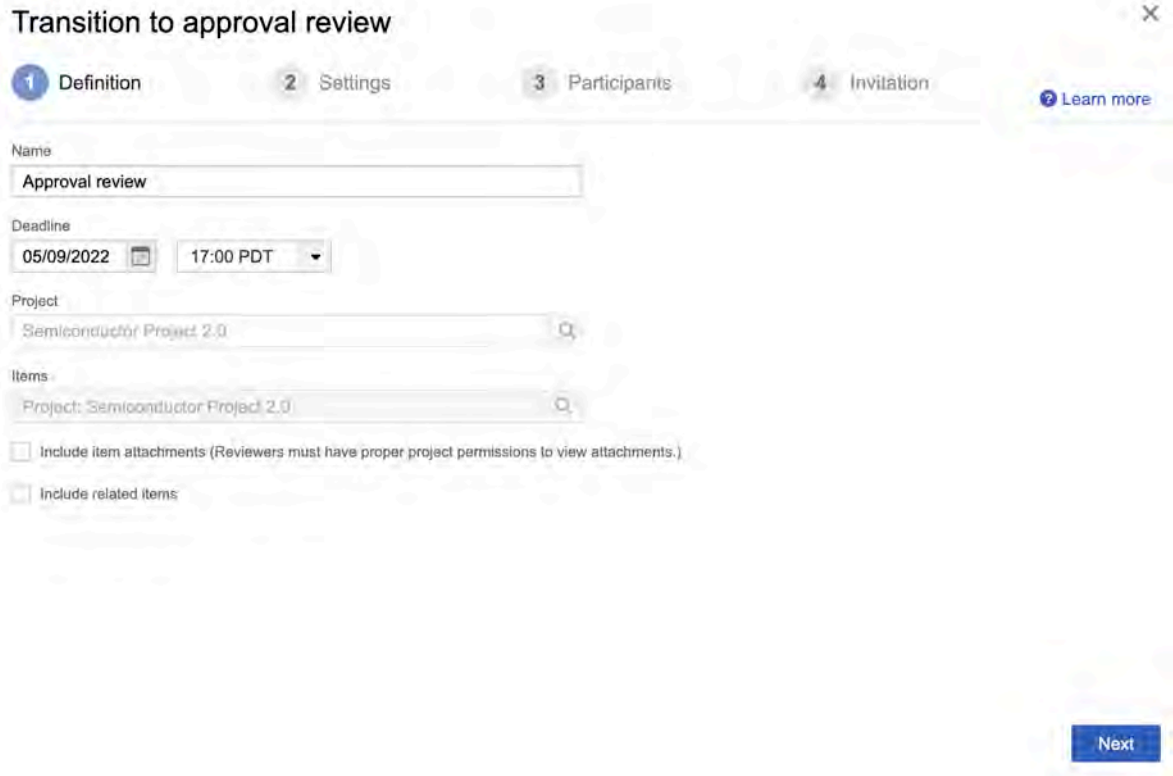 Transition to approval review
1 Definition 2 Settings 3 Participants 4 Invitation
? Learn more
Name
Approval review
Deadline
05/09/2022 17:00 PDT
Project
Semiconductor Project 2.0
Items
Project: Semiconductor Project 2.0
Include item attachments (Reviewers must have proper project permissions to view attachments.)
Include related items
Next